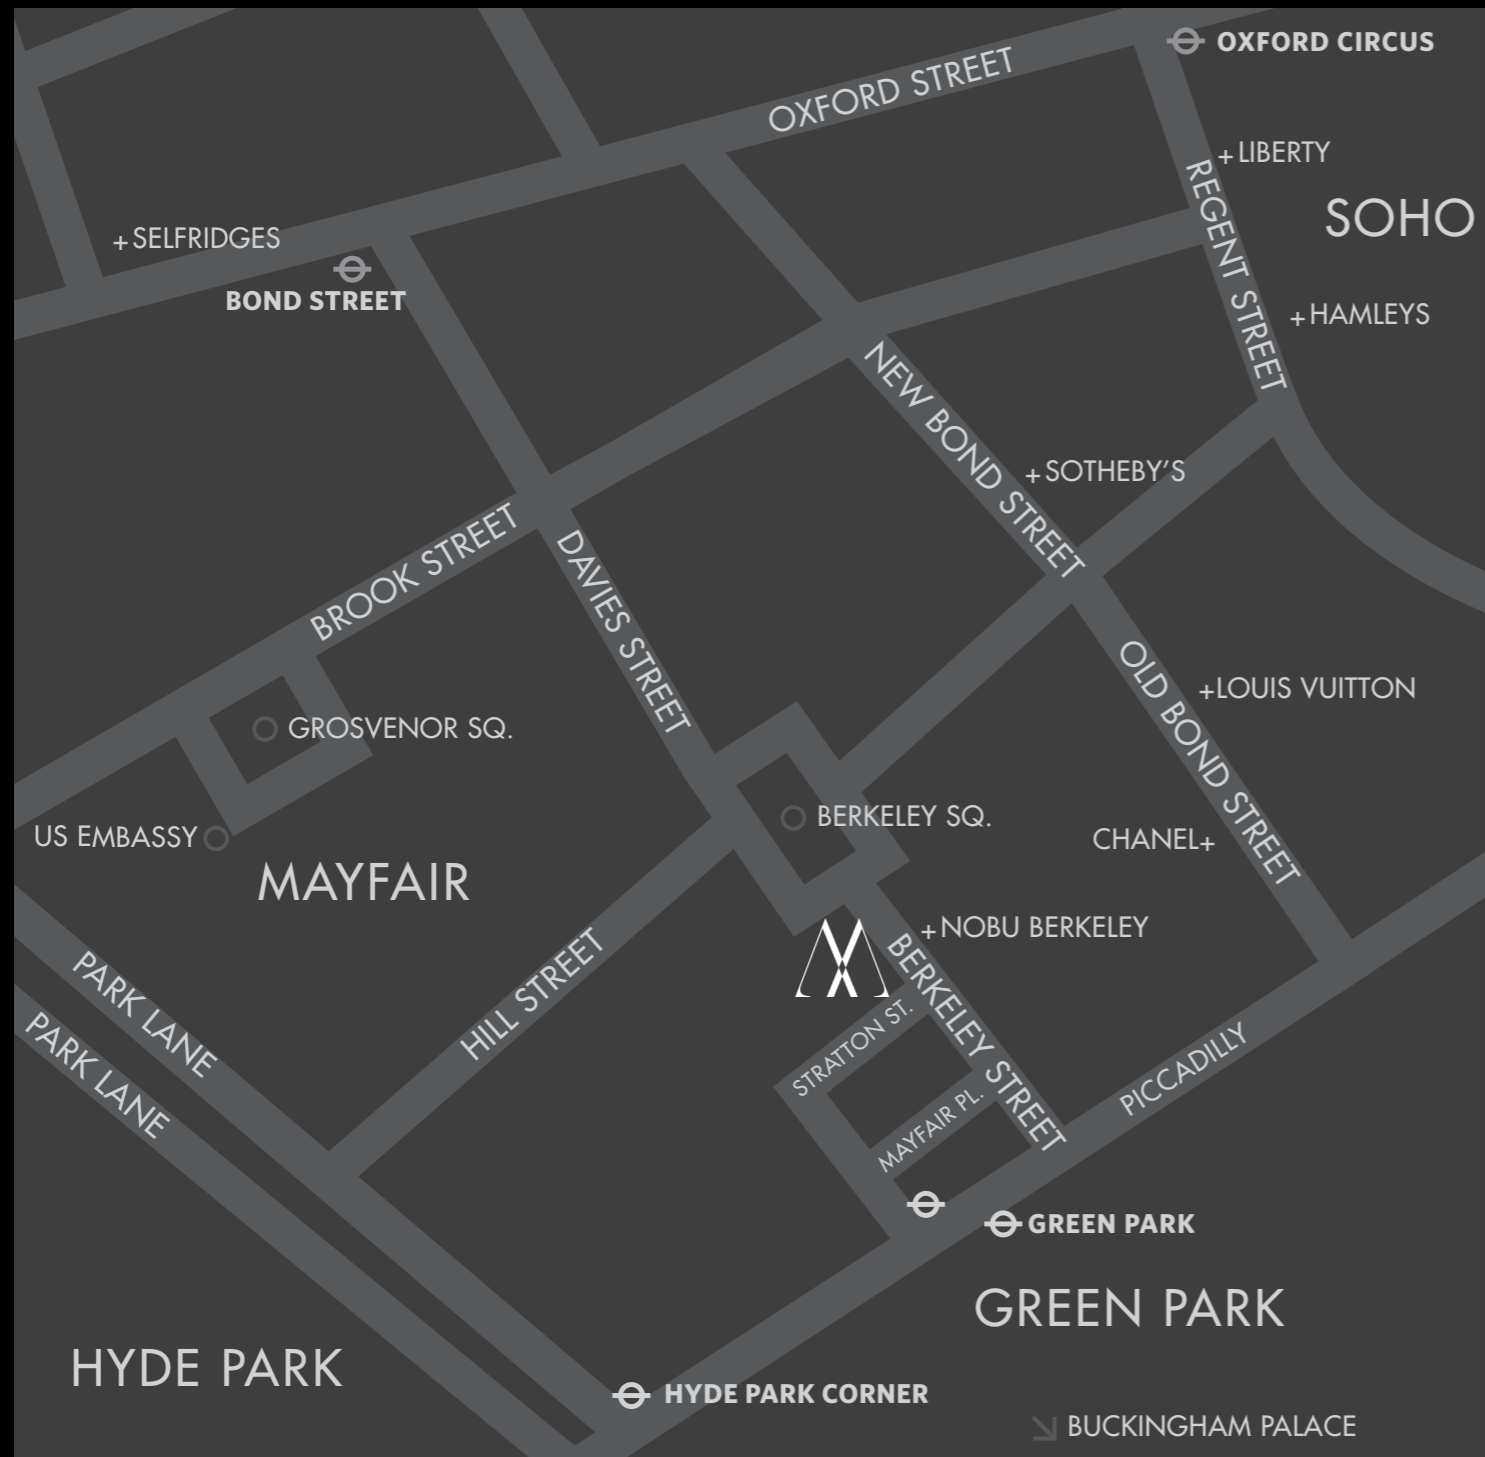 OXFORD CIRCUS
OXFORD STREET
+LIBERTY
REGENT STREET
SOHO
+SELFRIDGES
BOND STREET
+HAMLEYS
NEW BOND STREET
+SOTHEBY'S
BROOK STREET
DAVIES STREET
OLD BOND STREET
+LOUIS VUITTON
GROSVENOR SQ.
BERKELEY SQ.
US EMBASSY
CHANEL+
MAYFAIR
+NOBU BERKELEY
HILL STREET
BERKELEY STREET
PARK LANE
PARK LANE
STRATTON ST.
PICCADILLY
MAYFAIR PL.
GREEN PARK
GREEN PARK
HYDE PARK
HYDE PARK CORNER
BUCKINGHAM PALACE